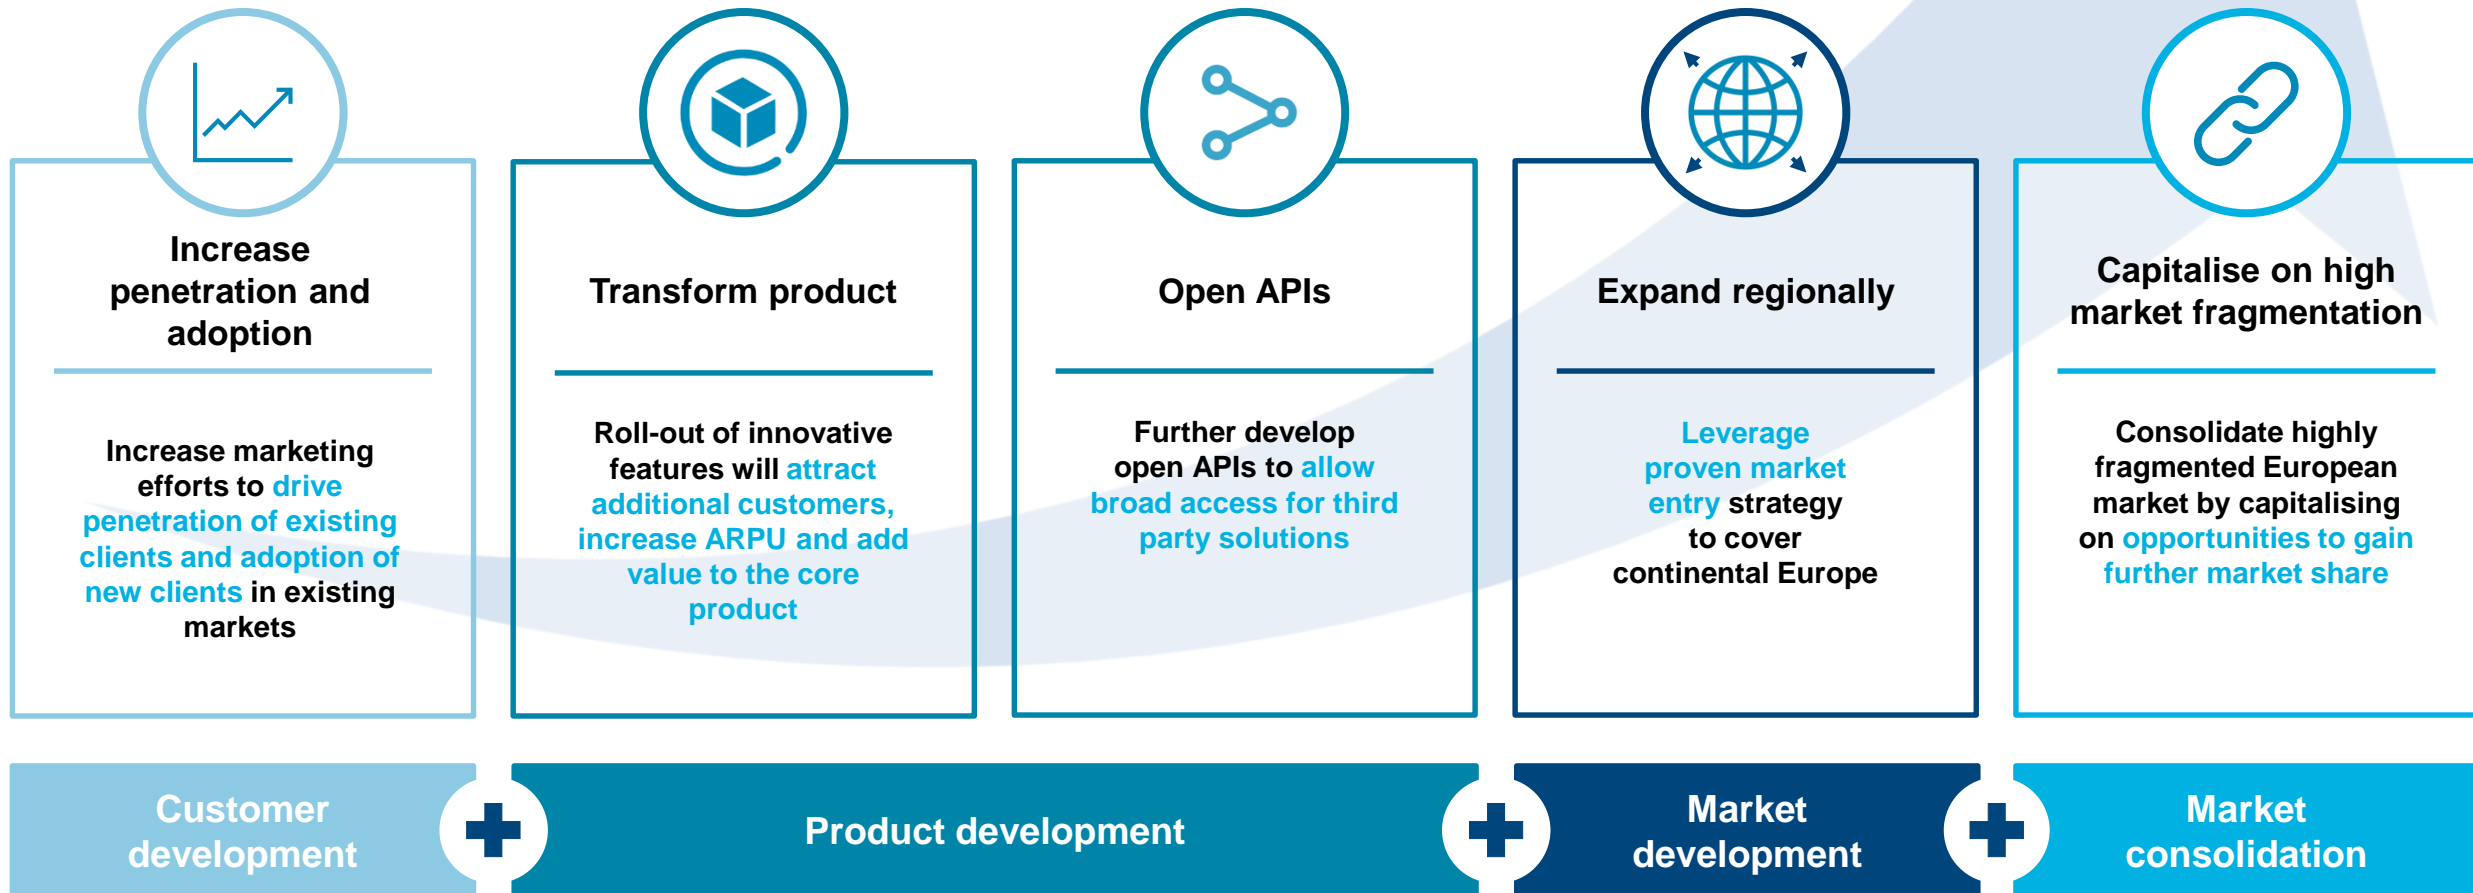 Increase
penetration and
adoption
Increase marketing
efforts to drive
penetration of existing
clients and adoption of
new clients in existing
markets
Transform product
Roll-out of innovative
features will attract
additional customers,
increase ARPU and add
value to the core
product
Open APIs
Further develop
open APIs to allow
broad access for third
party solutions
Expand regionally
Leverage
proven market
entry strategy
to cover
continental Europe
Capitalise on high
market fragmentation
Consolidate highly
fragmented European
market by capitalising
on opportunities to gain
further market share
Customer
development
Product development
Market
development
Market
consolidation